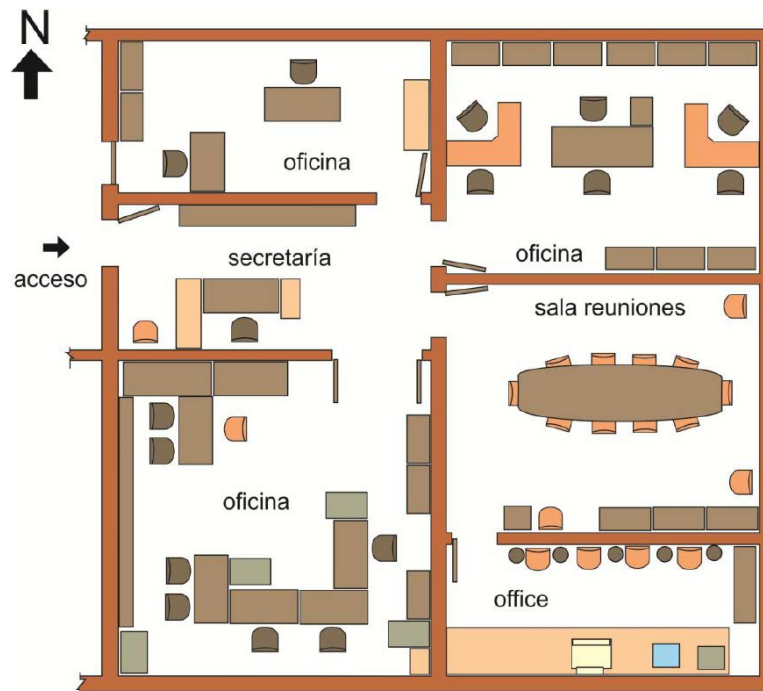 N
oficina
secretaría
acceso
oficina
sala reuniones
oficina
office